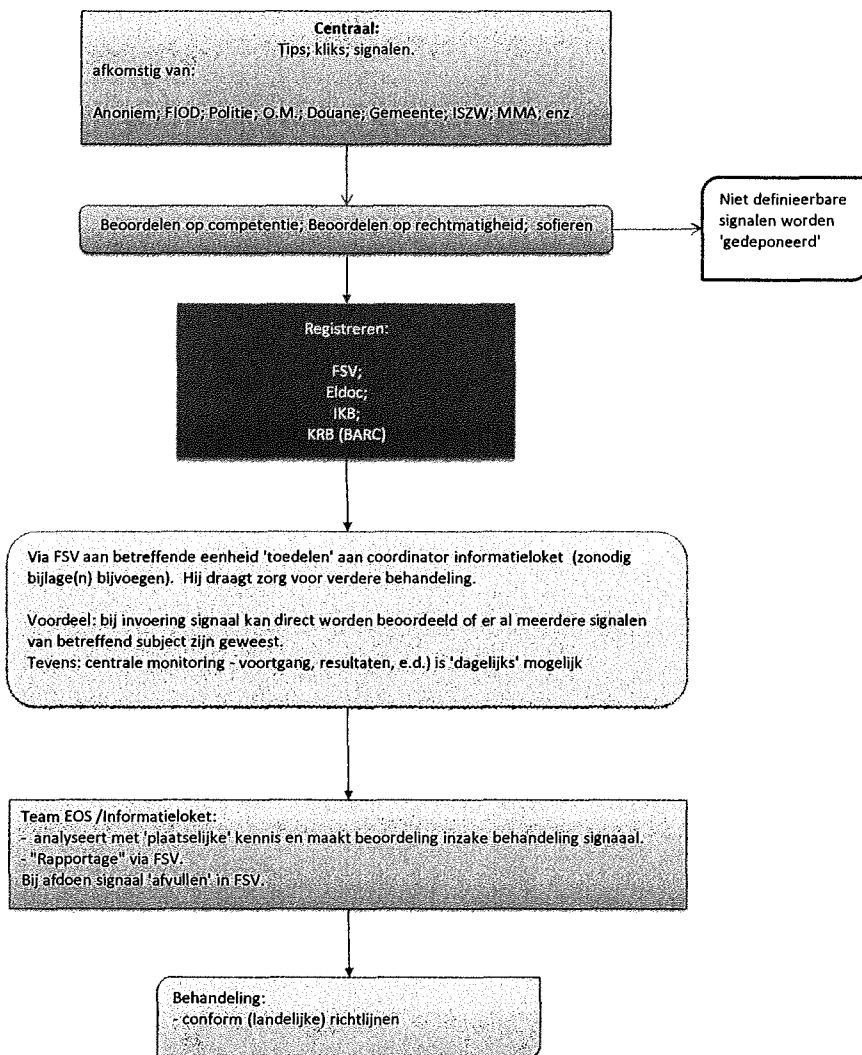 Centraal:
Tips; kliks; signalen.
afkomstig van:
Anoniem; FIOD; Politie; O.M.; Douane; Gemeente; ISZW; MMA; enz.
Beoordelen op competentie; Beoordelen op rechtmatigheid; sofieren
Niet definieerbare
signalen worden
'gedeponeerd'
Registreren:
FSV;
Eldoc;
IKB;
KRB (BARC)
Via FSV aan betreffende eenheid 'toedelen' aan coordinator informatieloket (zonodig
bijlage(n) bijvoegen). Hij draagt zorg voor verdere behandeling.
Voordeel: bij invoering signaal kan direct worden beoordeeld of er al meerdere signalen
van betreffend subject zijn geweest.
Tevens: centrale monitoring - voortgang, resultaten, e.d.) is 'dagelijks' mogelijk
Team EOS /Informatieloket:
- analyseert met 'plaatselijke' kennis en maakt beoordeling inzake behandeling signaaal.
- "Rapportage" via FSV.
Bij afdoen signaal 'afvullen' in FSV.
Behandeling:
- conform (landelijke) richtlijnen